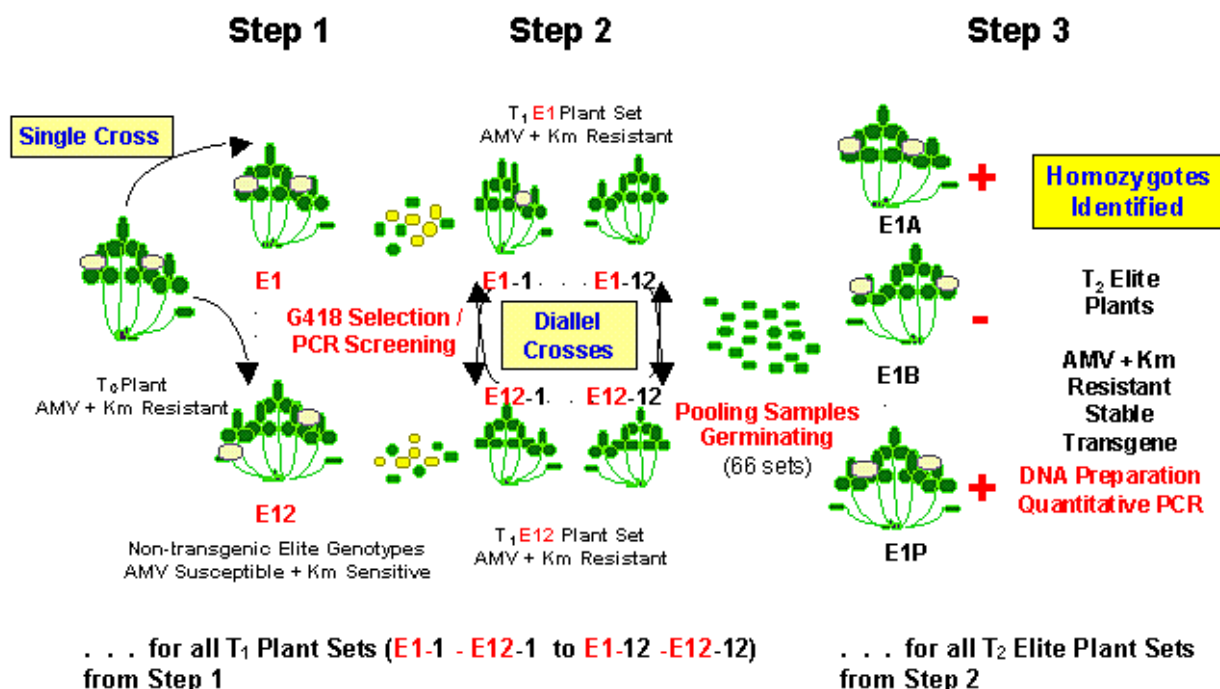 Step 1
Step 2
Step 3
Single Cross
T₀ Plant
AMV + Km Resistant
E1
.
.
.
E12
Non-transgenic Elite Genotypes
AMV Susceptible + Km Sensitive
G418 Selection /
PCR Screening
T₁ E1 Plant Set
AMV + Km Resistant
E1-1 . . . E1-12
Diallel
Crosses
E12-1 . . . E12-12
T₁ E12 Plant Set
AMV + Km Resistant
Pooling Samples
Germinating
(66 sets)
E1A
+
E1B
-
E1P
+
Homozygotes
Identified
T₂ Elite
Plants
AMV + Km
Resistant
Stable
Transgene
DNA Preparation
Quantitative PCR
. . . for all T₁ Plant Sets (E1-1 - E12-1 to E1-12 -E12-12)
from Step 1
. . . for all T₂ Elite Plant Sets
from Step 2